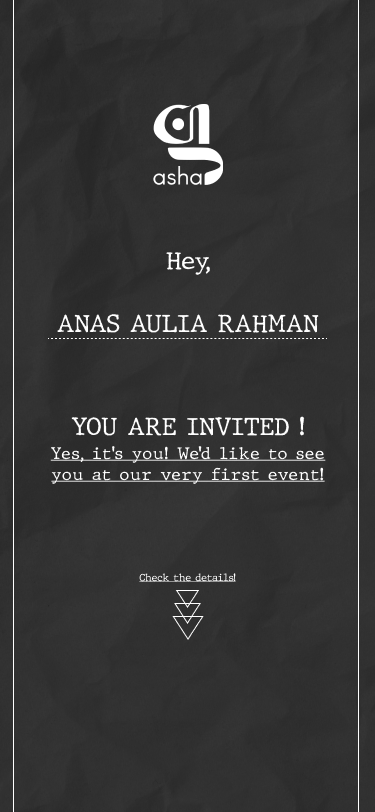 asha
Hey,
ANAS AULIA RAHMAN
YOU ARE INVITED !
Yes, it's you! We'd like to see
you at our very first event!
Check the details!